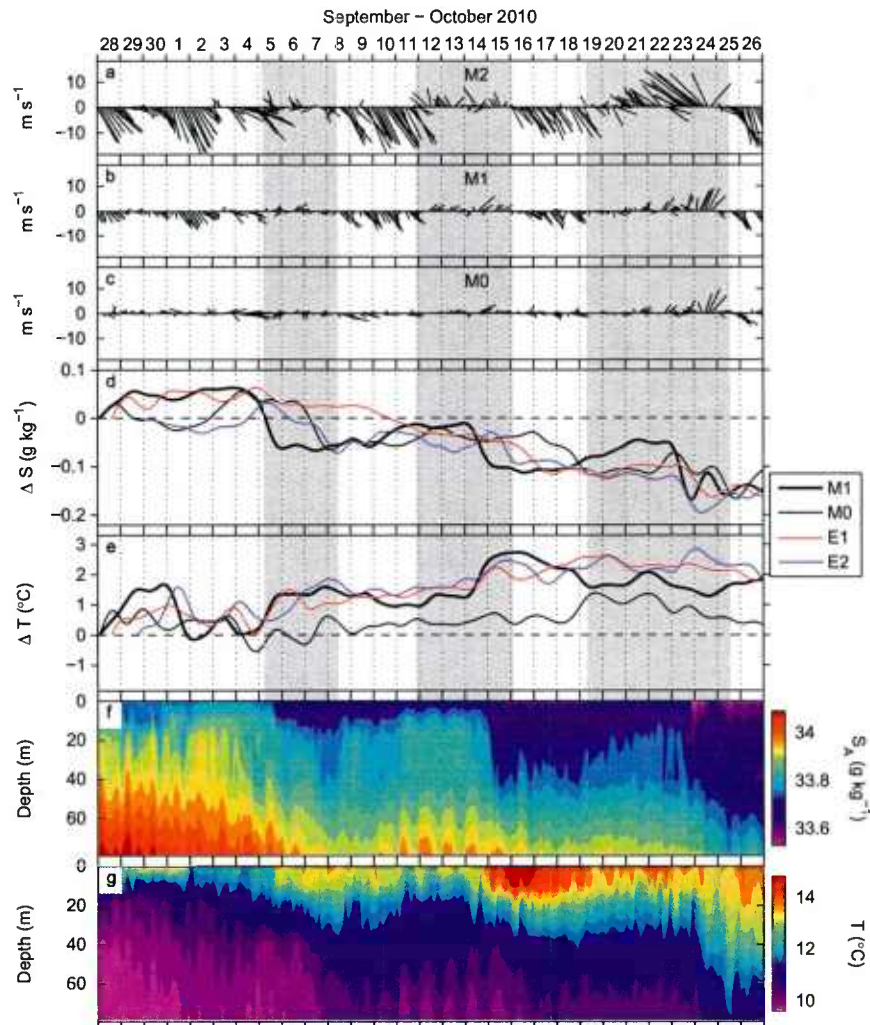 September – October 2010
28 29 30 1 2 3 4 5 6 7 8 9 10 11 12 13 14 15 16 17 18 19 20 21 22 23 24 25 26
a
M2
10
0
−10
m s⁻¹
b
M1
10
0
−10
m s⁻¹
c
M0
10
0
−10
m s⁻¹
d
0.1
0
−0.1
−0.2
Δ S (g kg⁻¹)
M1
M0
E1
E2
e
3
2
1
0
−1
Δ T (°C)
f
0
20
40
60
Depth (m)
34
33.8
33.6
S_A (g kg⁻¹)
g
0
20
40
60
Depth (m)
14
12
10
T (°C)